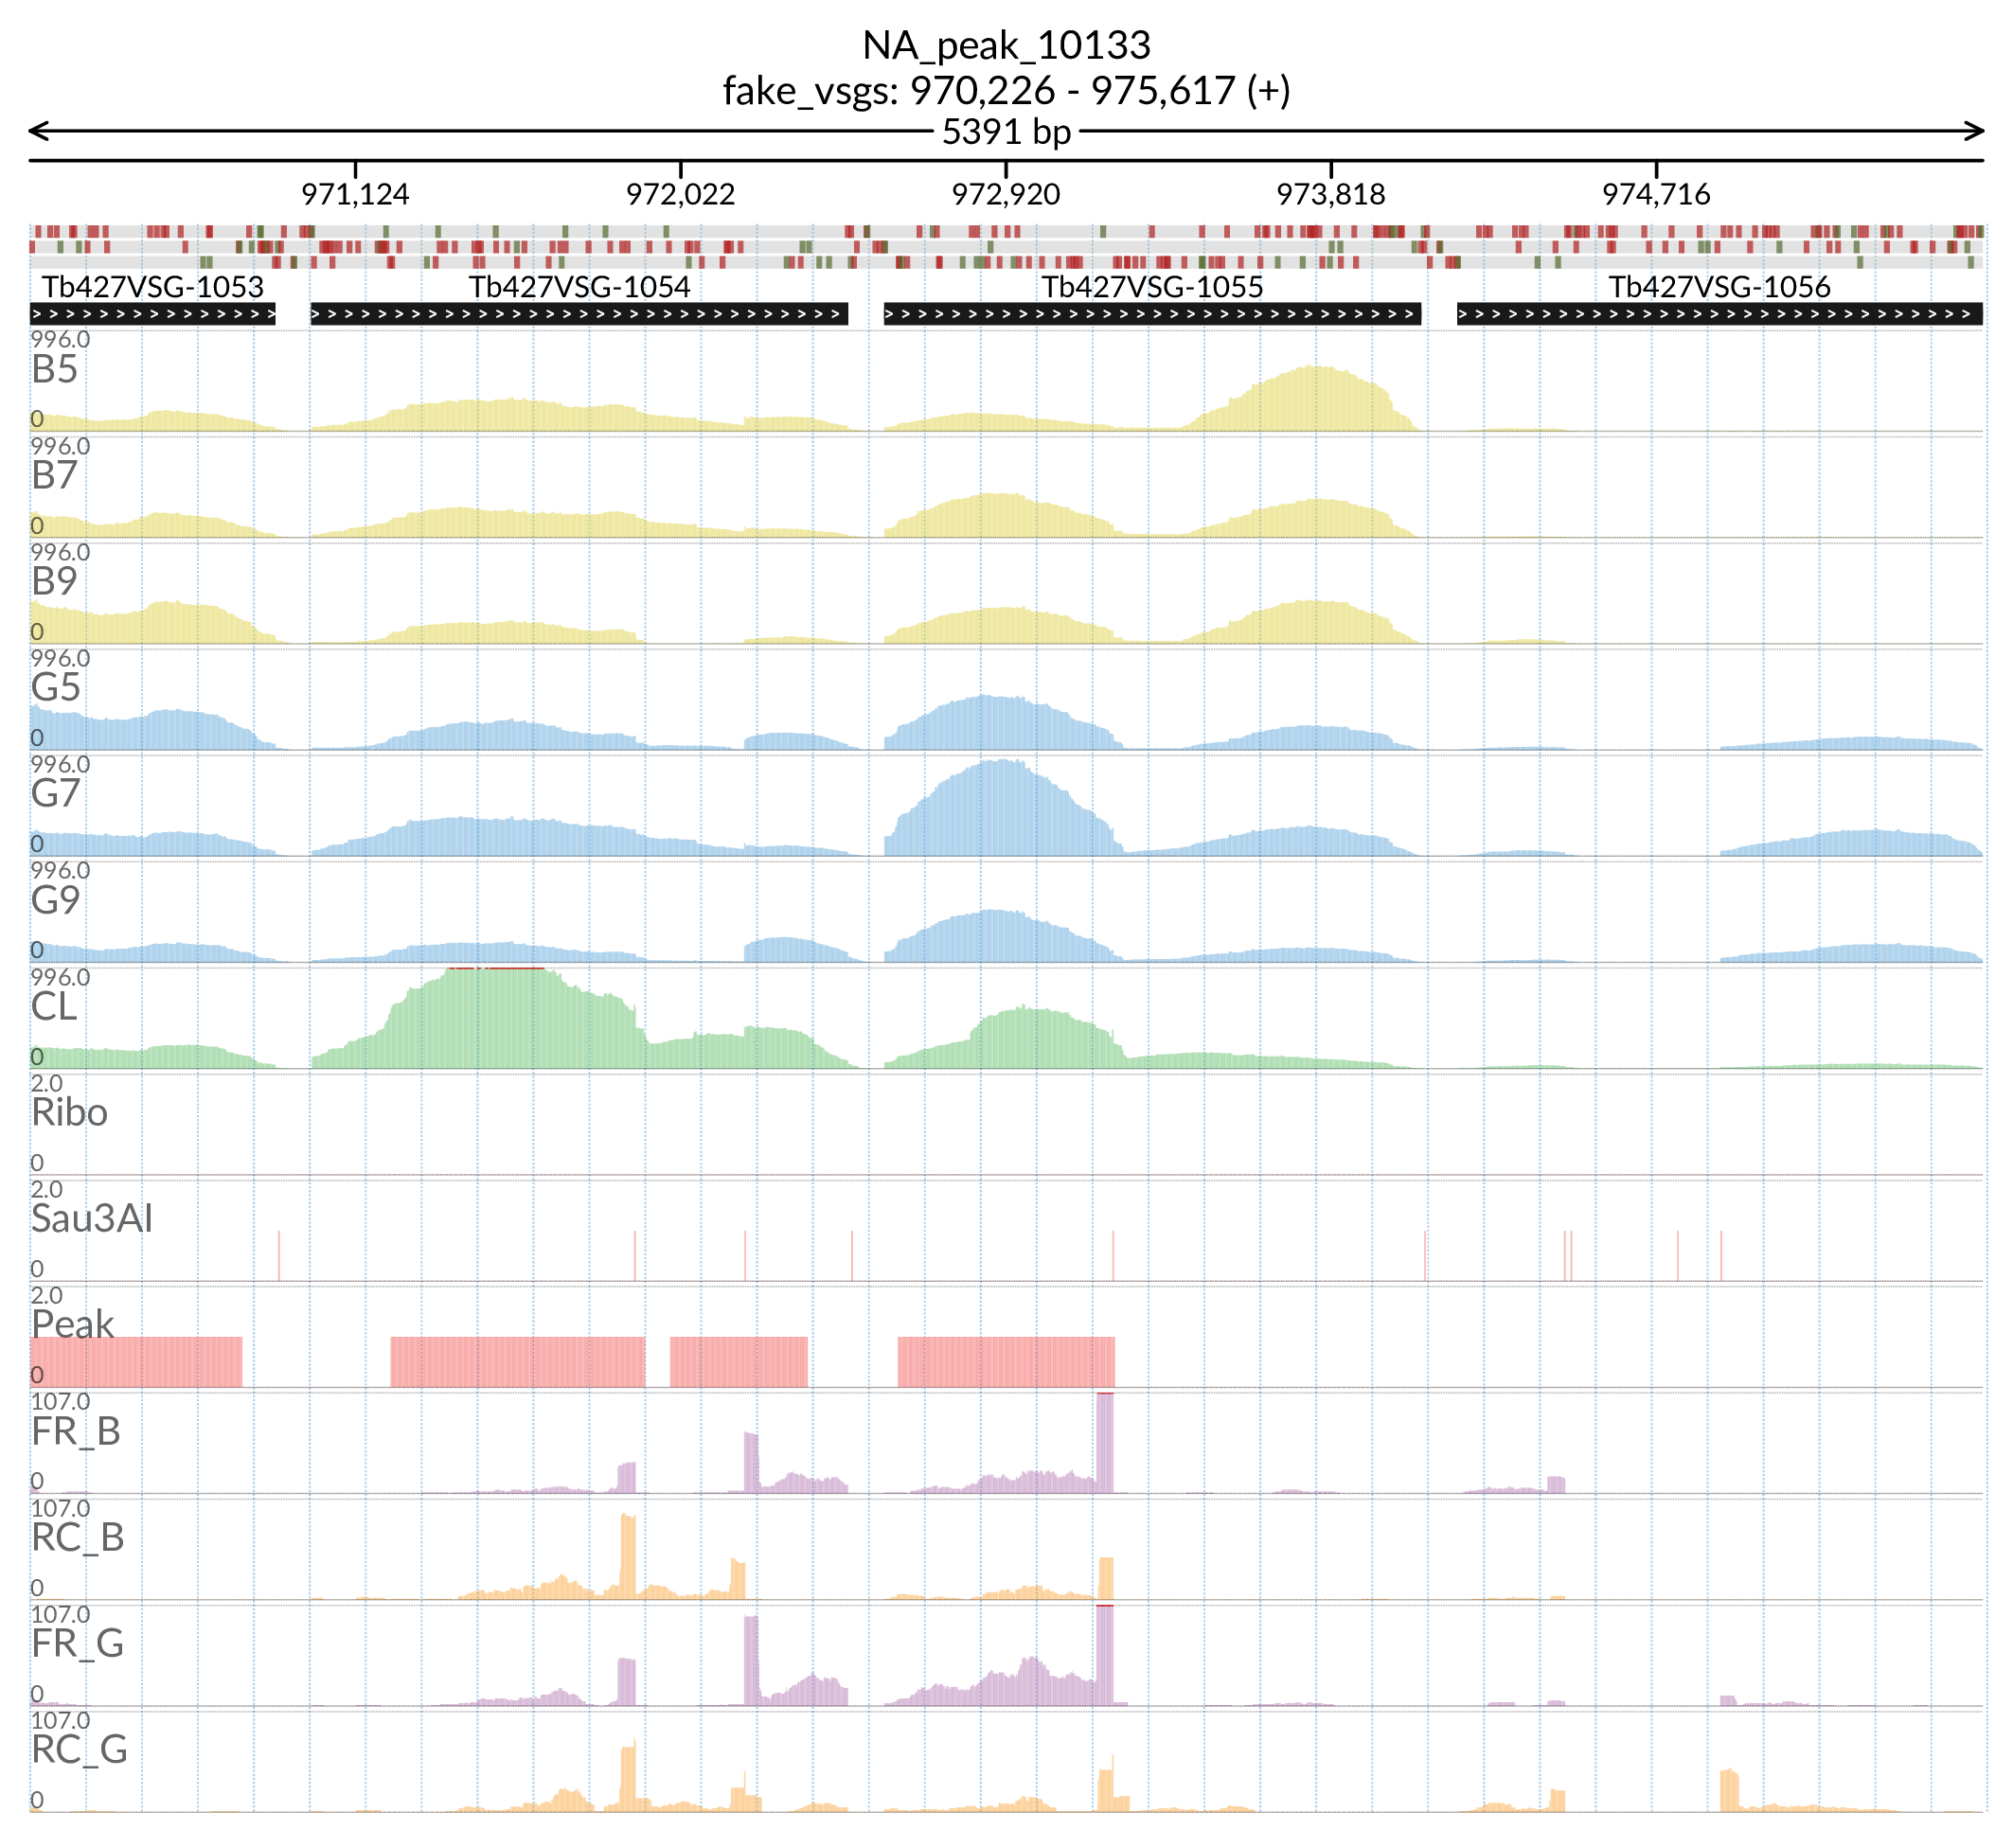 NA_peak_10133
fake_vsgs: 970,226 - 975,617 (+)
5391 bp
971,124 972,022 972,920 973,818 974,716
Tb427VSG-1053 Tb427VSG-1054 Tb427VSG-1055 Tb427VSG-1056
996.0
B5
0
996.0
B7
0
996.0
B9
0
996.0
G5
0
996.0
G7
0
996.0
G9
0
996.0
CL
0
2.0
Ribo
0
2.0
Sau3AI
0
2.0
Peak
0
107.0
FR_B
0
107.0
RC_B
0
107.0
FR_G
0
107.0
RC_G
0